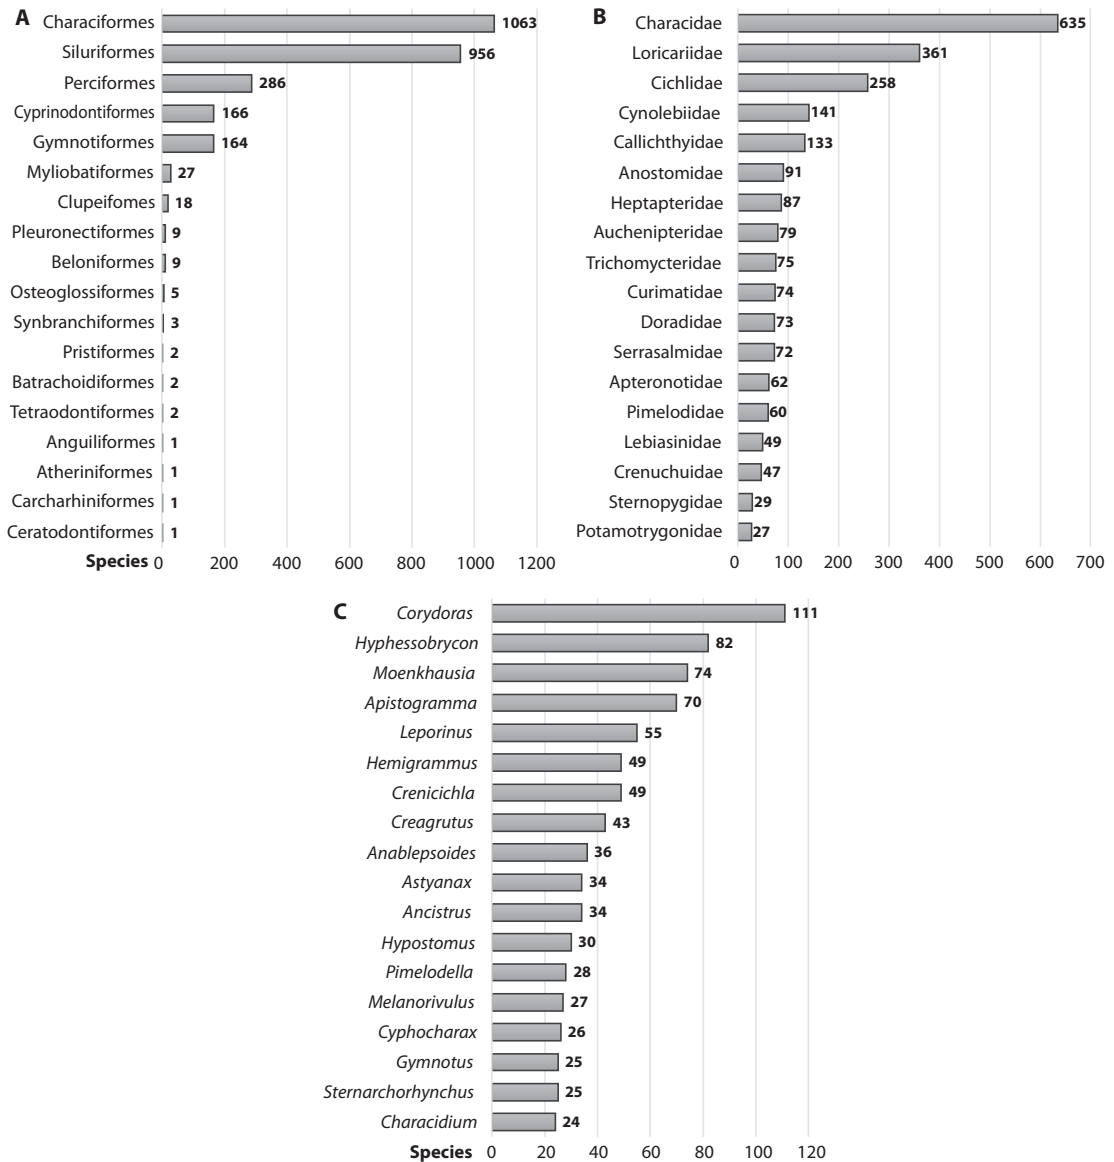 A
Characiformes 1063
Siluriformes 956
Perciformes 286
Cyprinodontiformes 166
Gymnotiformes 164
Myliobatiformes 27
Clupeifomes 18
Pleuronectiformes 9
Beloniformes 9
Osteoglossiformes 5
Synbranchiformes 3
Pristiformes 2
Batrachoidiformes 2
Tetraodontiformes 2
Anguiliformes 1
Atheriniformes 1
Carcharhiniformes 1
Ceratodontiformes 1
Species 0 200 400 600 800 1000 1200
B
Characidae 635
Loricariidae 361
Cichlidae 258
Cynolebiidae 141
Callichthyidae 133
Anostomidae 91
Heptapteridae 87
Auchenipteridae 79
Trichomycteridae 75
Curimatidae 74
Doradidae 73
Serrasalmidae 72
Apteronotidae 62
Pimelodidae 60
Lebiasinidae 49
Crenuchuidae 47
Sternopygidae 29
Potamotrygonidae 27
0 100 200 300 400 500 600 700
C
Corydoras 111
Hyphessobrycon 82
Moenkhausia 74
Apistogramma 70
Leporinus 55
Hemigrammus 49
Crenicichla 49
Creagrutus 43
Anablepsoides 36
Astyanax 34
Ancistrus 34
Hypostomus 30
Pimelodella 28
Melanorivulus 27
Cyphocharax 26
Gymnotus 25
Sternarchorhynchus 25
Characidium 24
Species 0 20 40 60 80 100 120